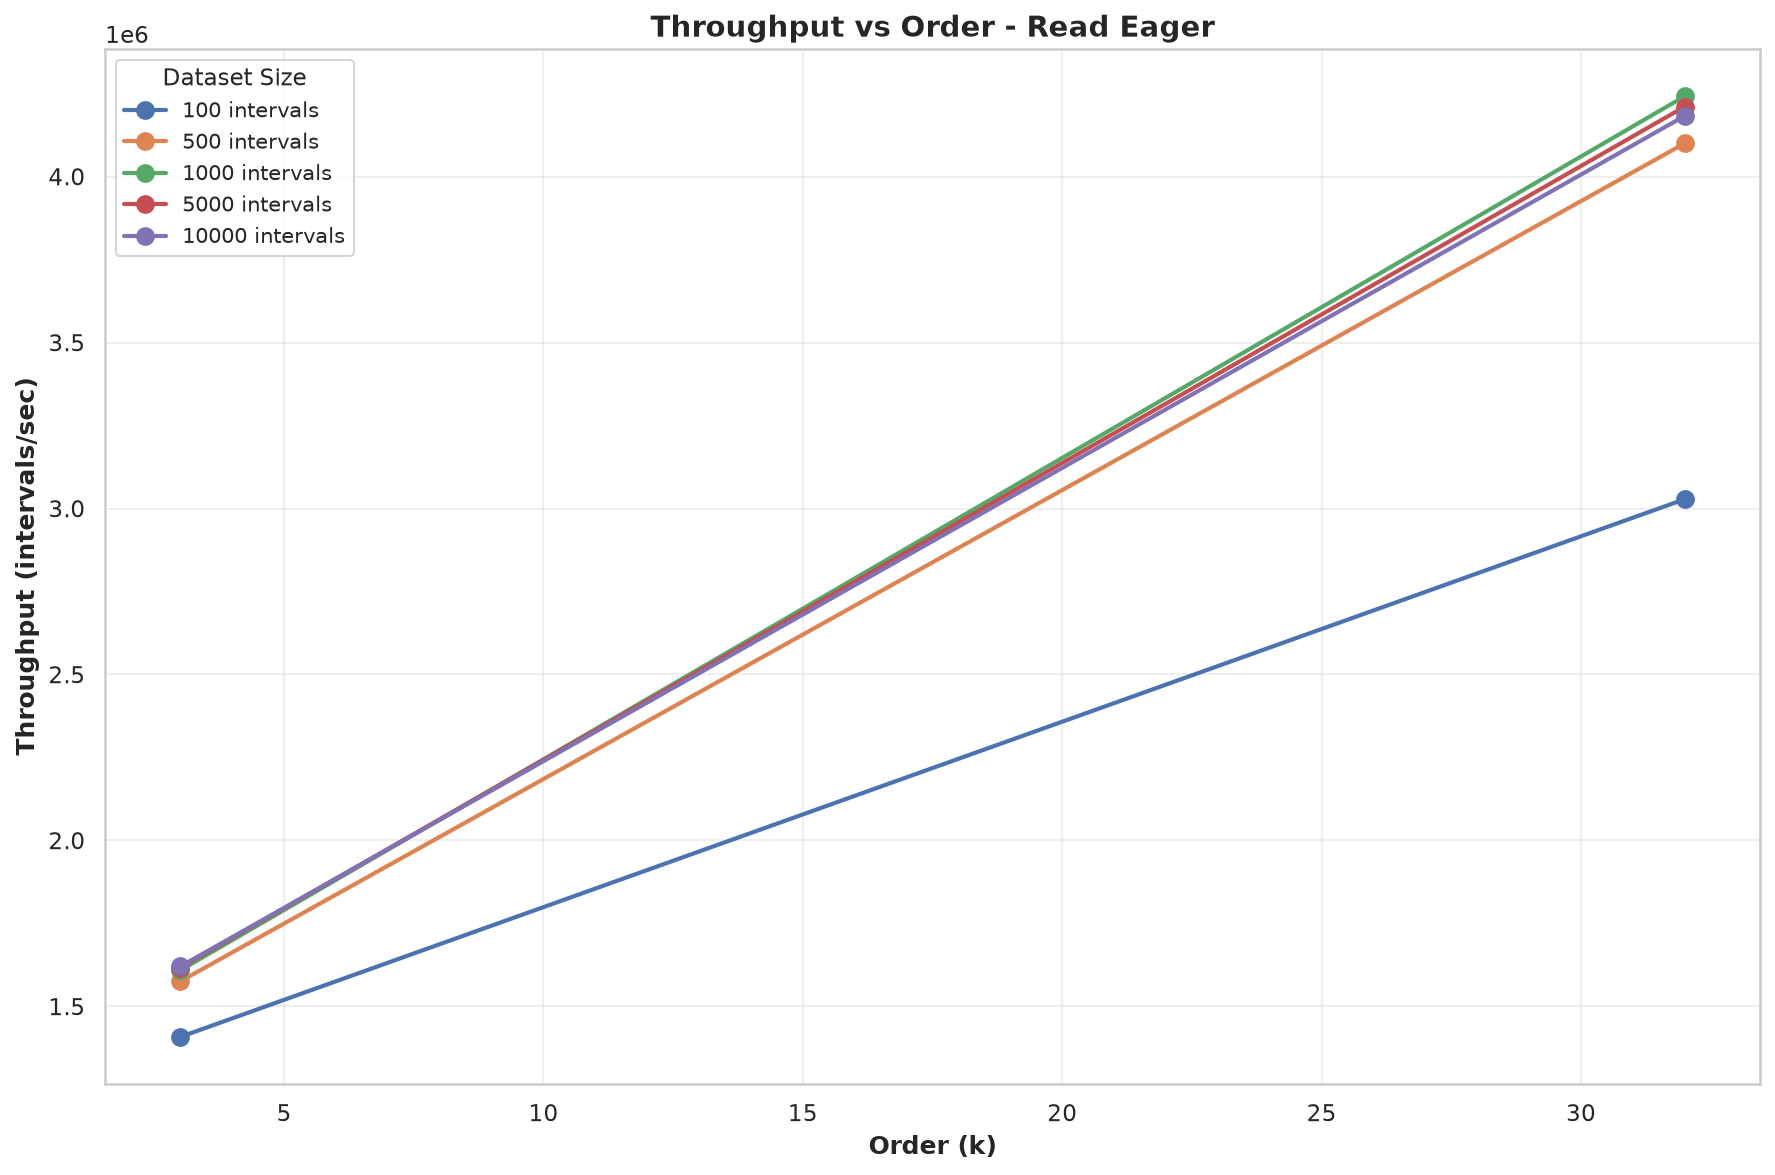 Throughput vs Order - Read Eager
1e6
Dataset Size
100 intervals
500 intervals
1000 intervals
5000 intervals
10000 intervals
4.0
3.5
3.0
2.5
2.0
1.5
Throughput (intervals/sec)
5 10 15 20 25 30
Order (k)